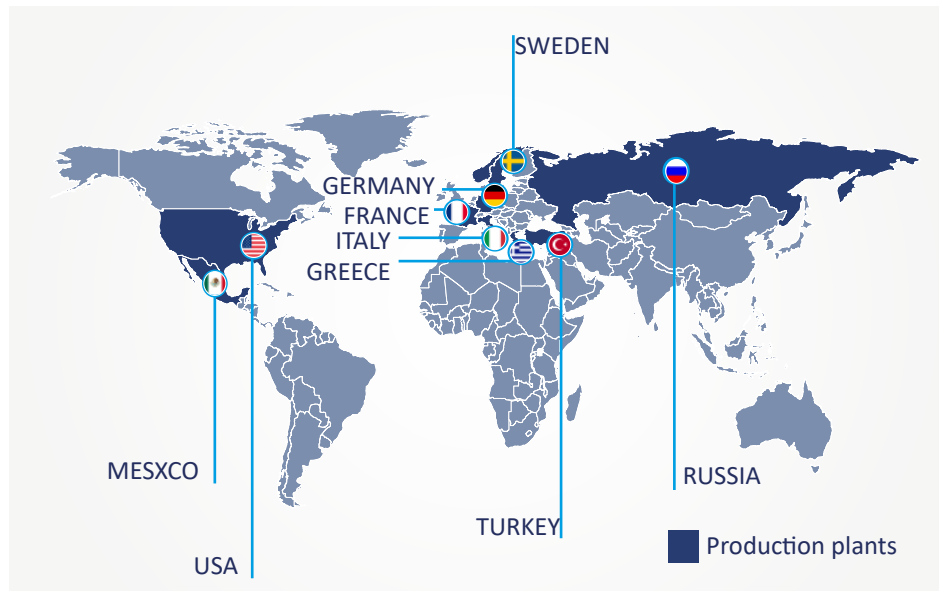 SWEDEN
GERMANY
FRANCE
ITALY
GREECE
MESXCO
RUSSIA
TURKEY
Production plants
USA